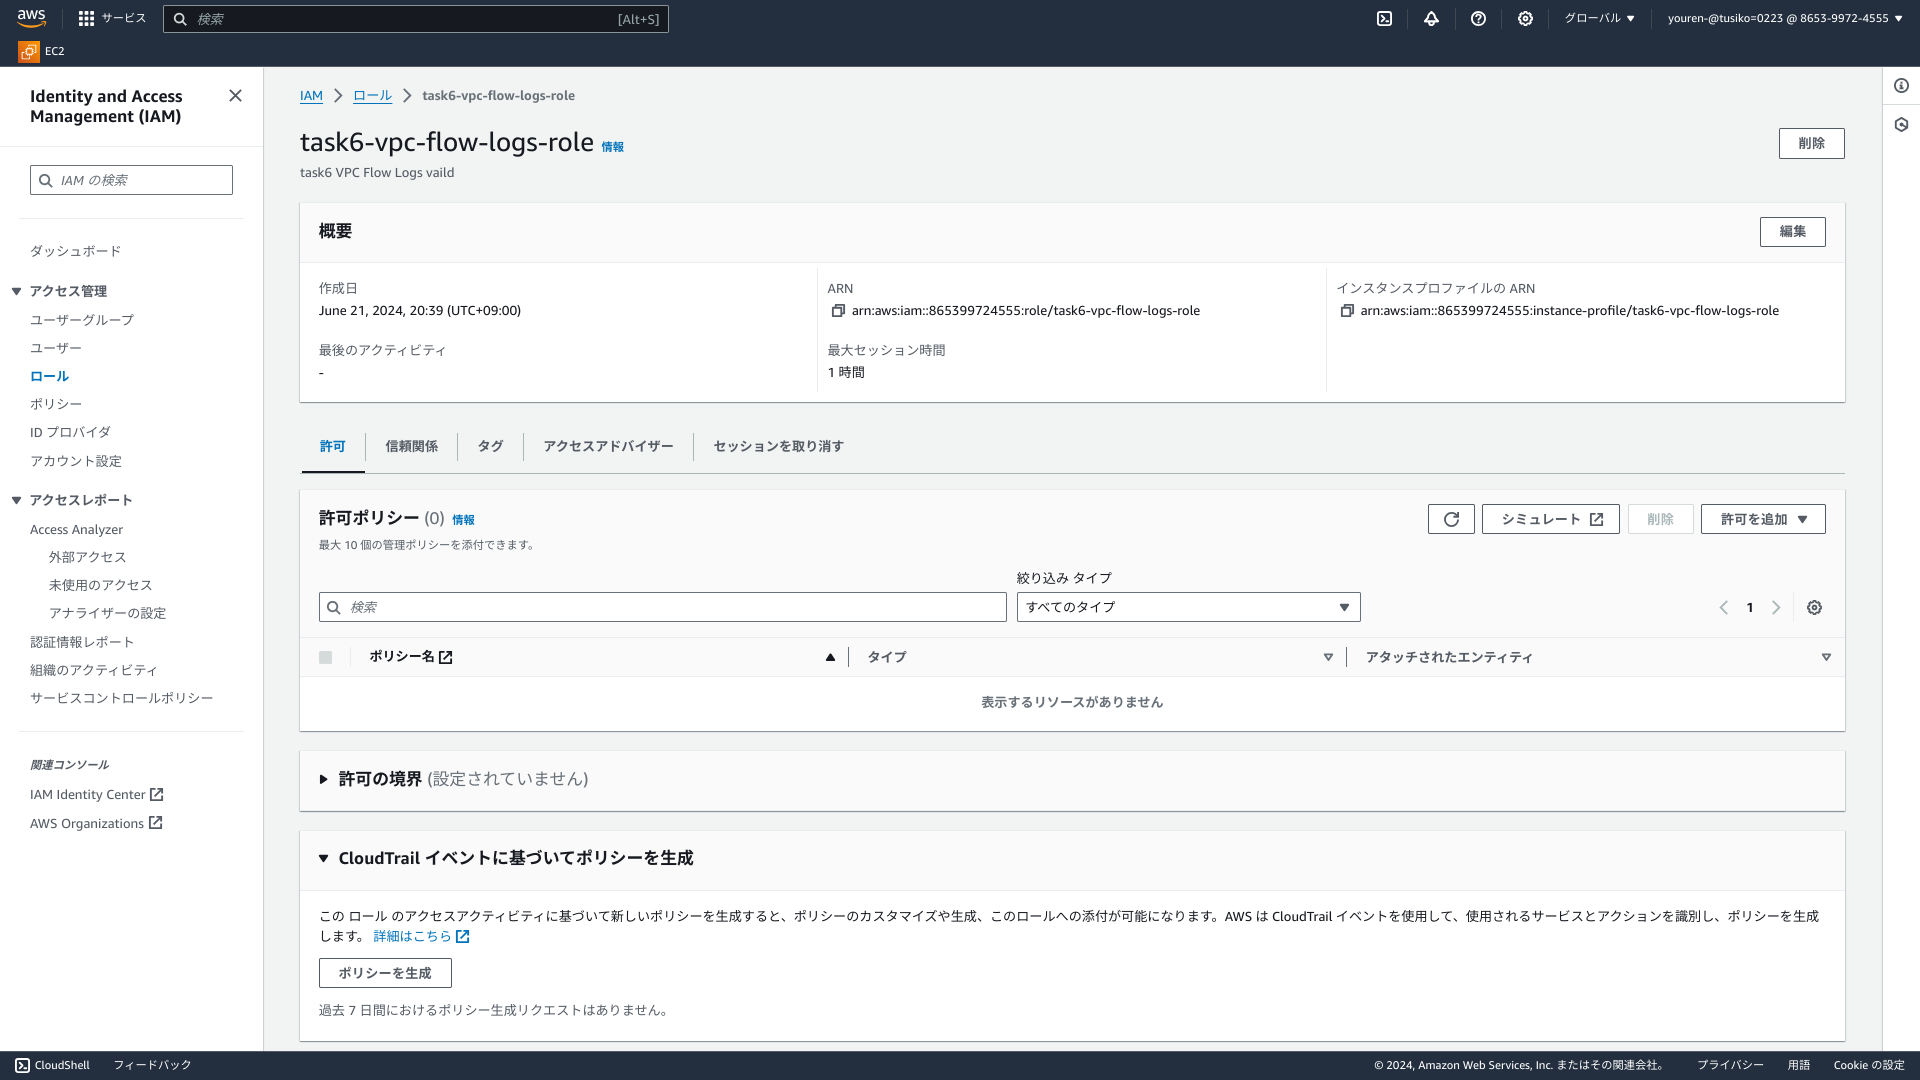 aws
サービス
検索
[Alt+S]
グローバル
youren-@tusiko=0223 @ 8653-9972-4555
EC2
Identity and Access
Management (IAM)
IAM の検索
ダッシュボード
アクセス管理
ユーザーグループ
ユーザー
ロール
ポリシー
ID プロバイダ
アカウント設定
アクセスレポート
Access Analyzer
外部アクセス
未使用のアクセス
アナライザーの設定
認証情報レポート
組織のアクティビティ
サービスコントロールポリシー
関連コンソール
IAM Identity Center
AWS Organizations
IAM
ロール
task6-vpc-flow-logs-role
task6-vpc-flow-logs-role 情報
削除
task6 VPC Flow Logs vaild
概要
編集
作成日
June 21, 2024, 20:39 (UTC+09:00)
ARN
arn:aws:iam::865399724555:role/task6-vpc-flow-logs-role
インスタンスプロファイルの ARN
arn:aws:iam::865399724555:instance-profile/task6-vpc-flow-logs-role
最後のアクティビティ
-
最大セッション時間
1 時間
許可
信頼関係
タグ
アクセスアドバイザー
セッションを取り消す
許可ポリシー (0) 情報
最大 10 個の管理ポリシーを添付できます。
シミュレート
削除
許可を追加
絞り込み タイプ
検索
すべてのタイプ
1
ポリシー名
タイプ
アタッチされたエンティティ
表示するリソースがありません
許可の境界 (設定されていません)
CloudTrail イベントに基づいてポリシーを生成
この ロール のアクセスアクティビティに基づいて新しいポリシーを生成すると、ポリシーのカスタマイズや生成、このロールへの添付が可能になります。AWS は CloudTrail イベントを使用して、使用されるサービスとアクションを識別し、ポリシーを生成
します。 詳細はこちら
ポリシーを生成
過去 7 日間におけるポリシー生成リクエストはありません。
CloudShell
フィードバック
© 2024, Amazon Web Services, Inc. またはその関連会社。
プライバシー
用語
Cookie の設定